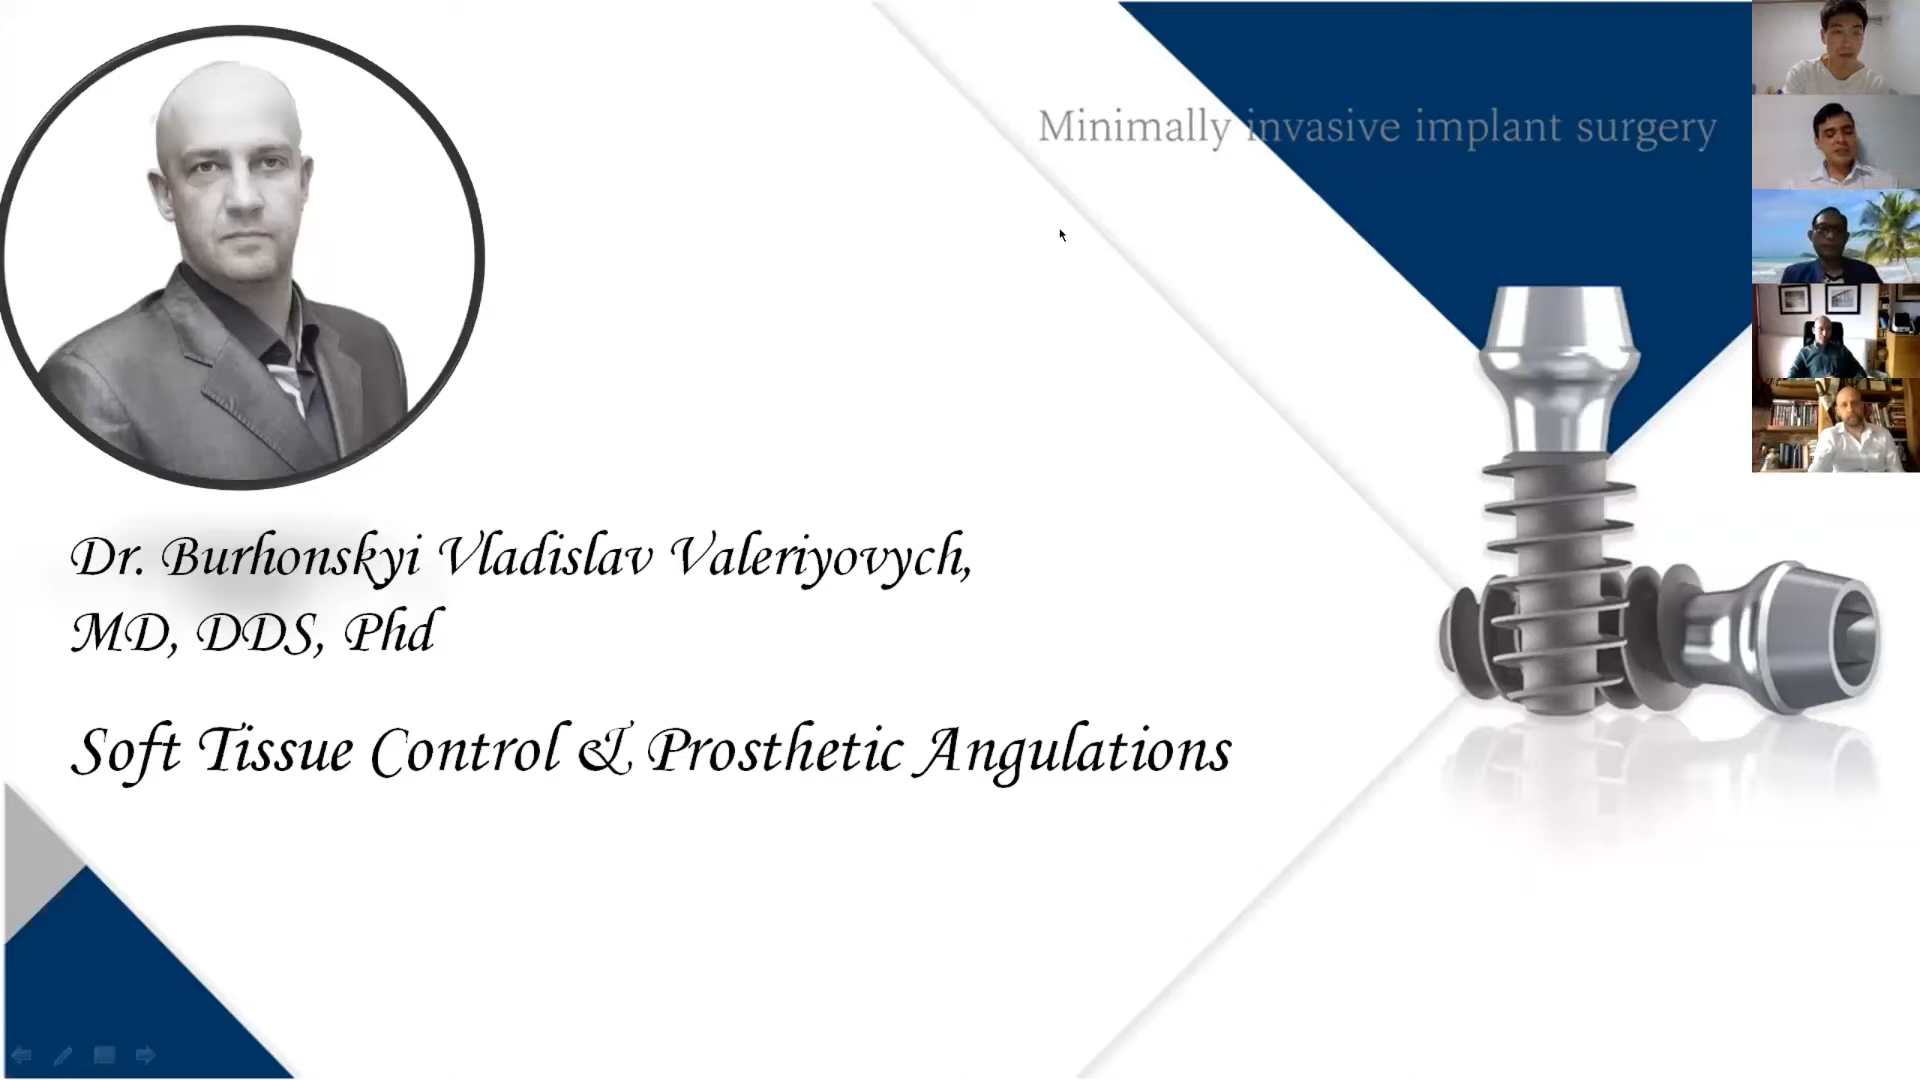 Minimally invasive implant surgery
Dr. Burhonskyi Vladislav Valeriyovych,
MD, DDS, Phd
Soft Tissue Control & Prosthetic Angulations